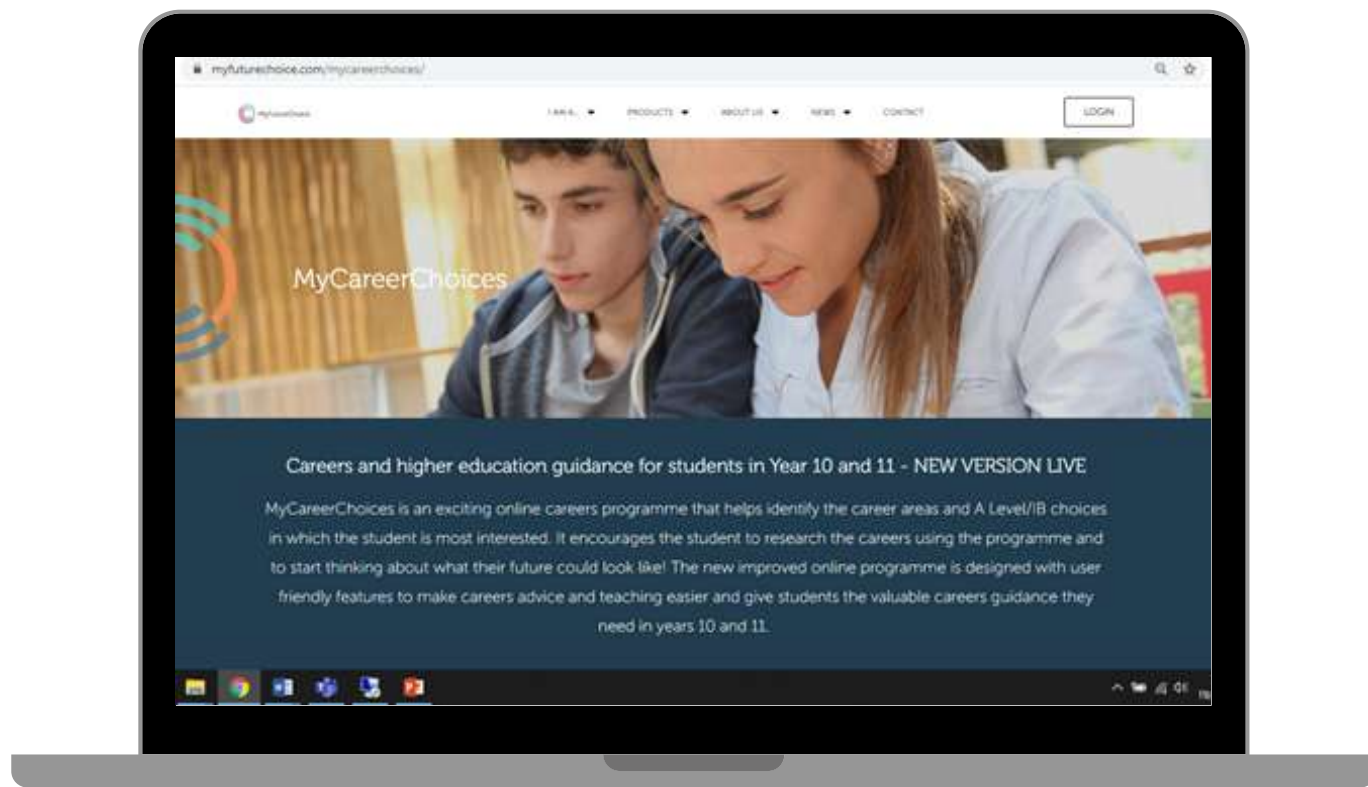 myfuturechoice.com/mycareerchoices/
MyFutureChoice
I AM A... PRODUCTS ABOUT US NEWS CONTACT LOGIN
MyCareerChoices
Careers and higher education guidance for students in Year 10 and 11 - NEW VERSION LIVE
MyCareerChoices is an exciting online careers programme that helps identify the career areas and A Level/IB choices
in which the student is most interested. It encourages the student to research the careers using the programme and
to start thinking about what their future could look like! The new improved online programme is designed with user
friendly features to make careers advice and teaching easier and give students the valuable careers guidance they
need in years 10 and 11.